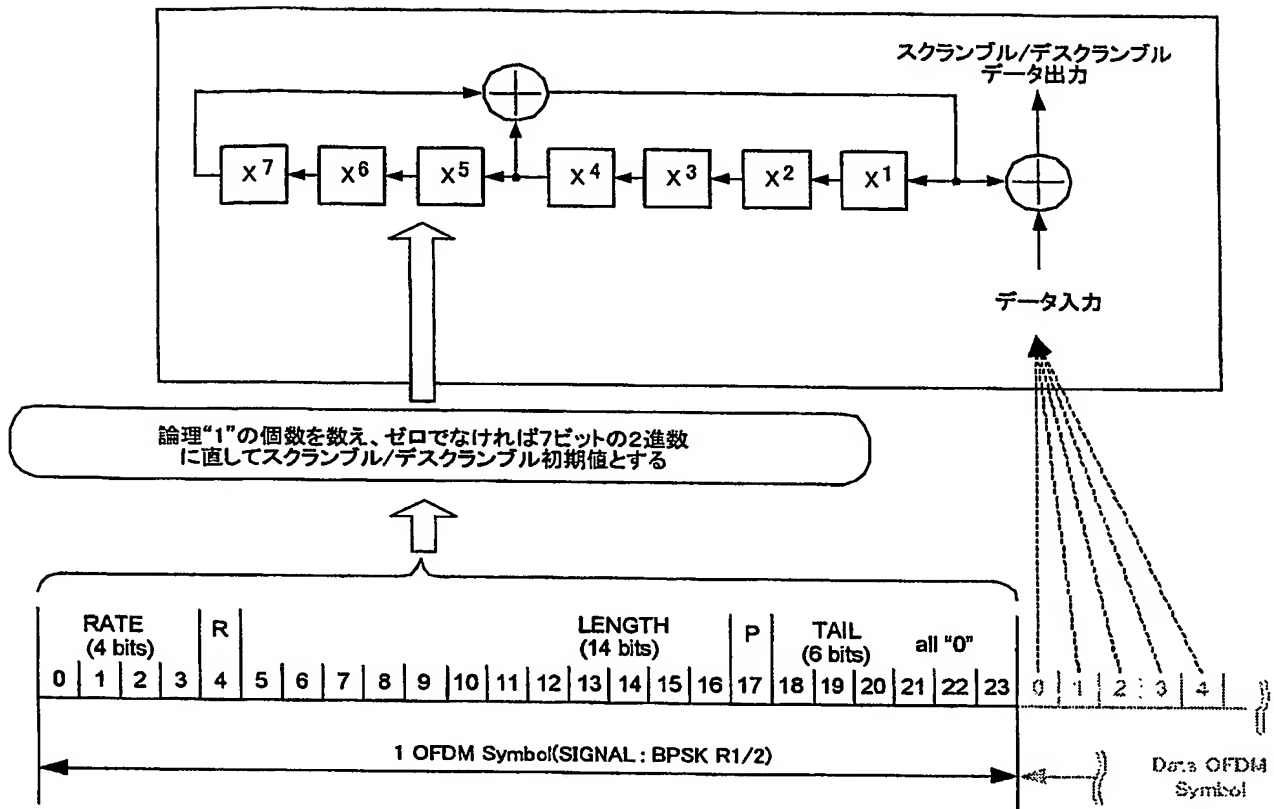 スクランブル/デスクランブル
データ出力
X7 X6 X5 X4 X3 X2 X1
データ入力
論理“1”の個数を数え、ゼロでなければ7ビットの2進数
に直してスクランブル/デスクランブル初期値とする
RATE
(4 bits)
R
LENGTH
(14 bits)
P
TAIL
(6 bits)
all “0”
0 1 2 3 4 5 6 7 8 9 10 11 12 13 14 15 16 17 18 19 20 21 22 23 0 1 2 3 4
1 OFDM Symbol(SIGNAL : BPSK R1/2)
Data OFDM
Symbol